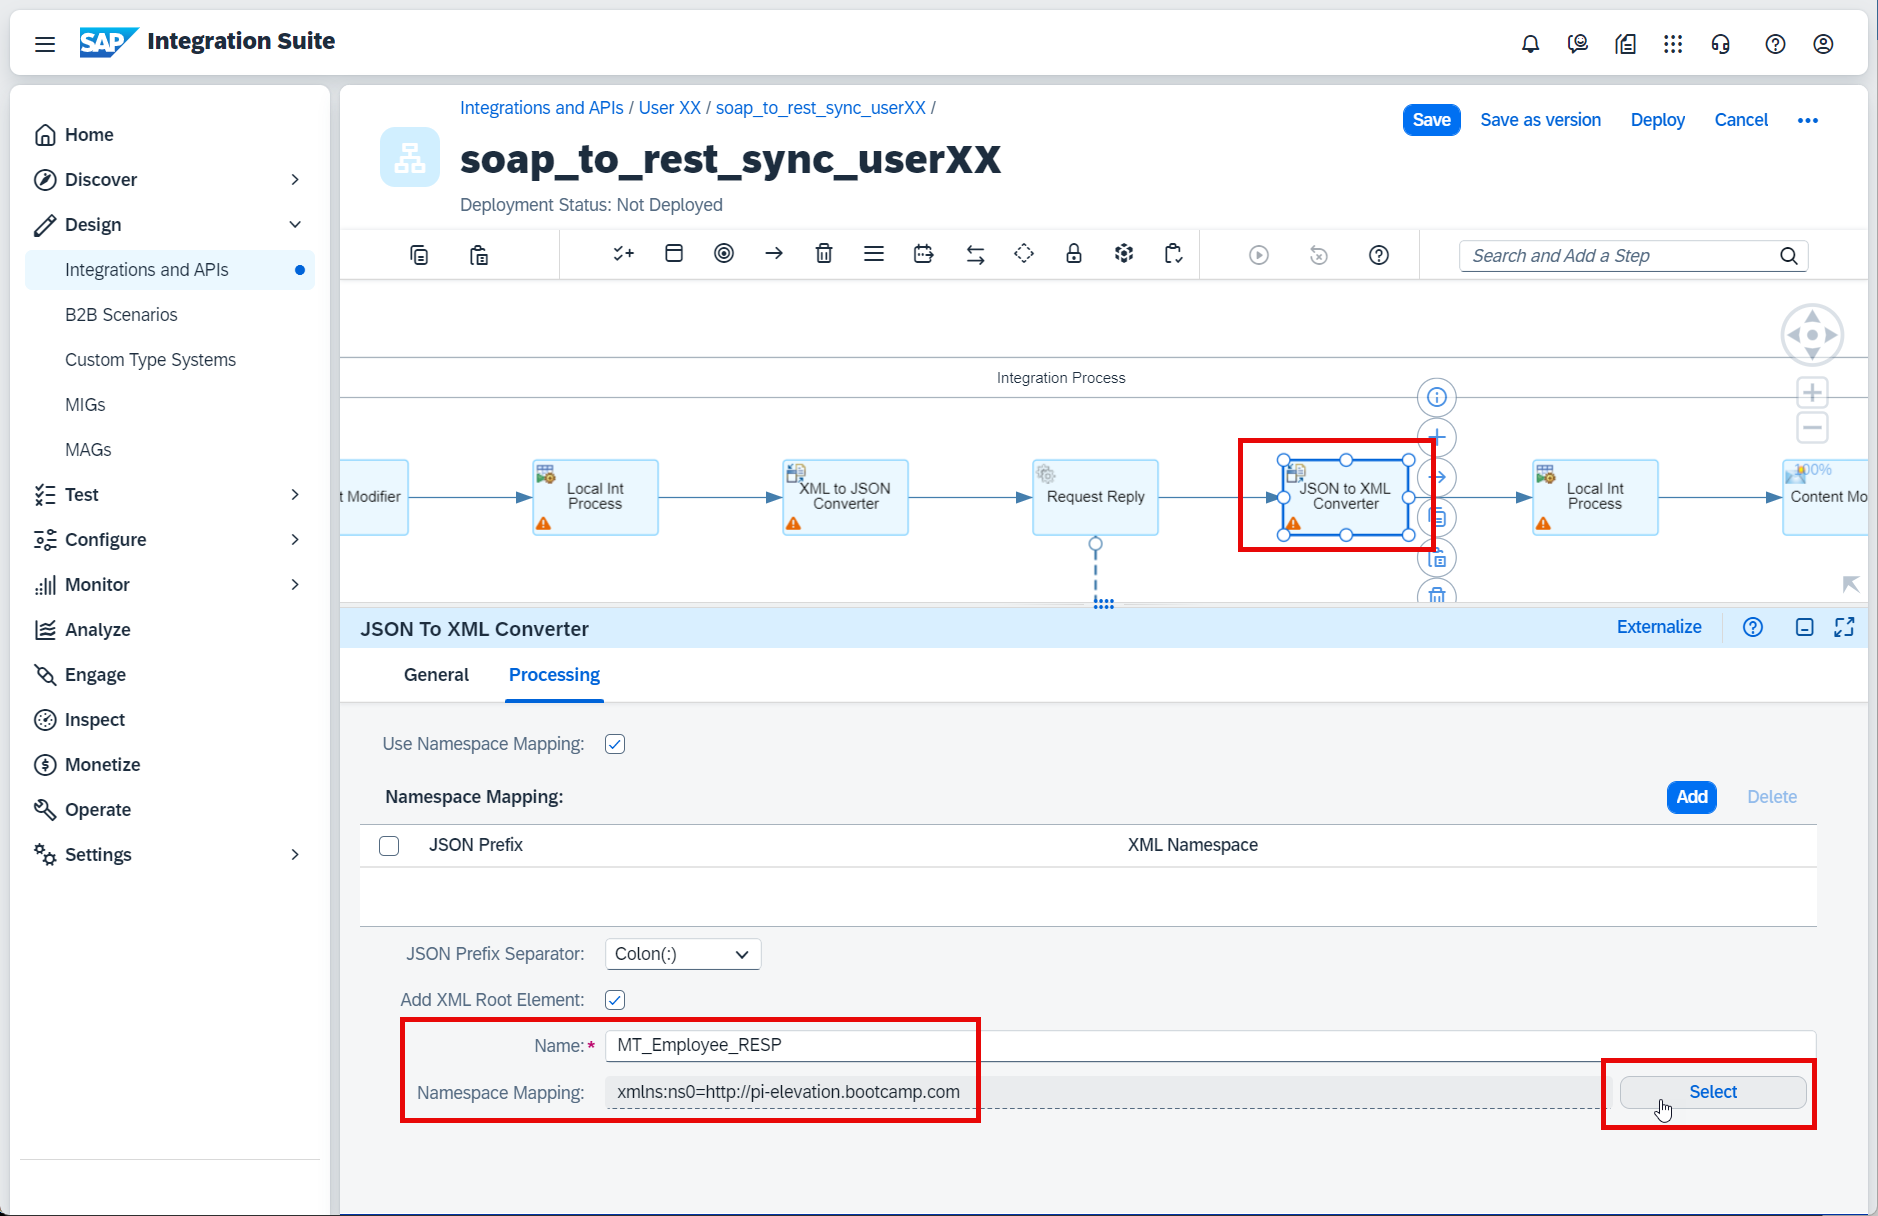 SAP Integration Suite
Home
Discover
Design
Integrations and APIs
B2B Scenarios
Custom Type Systems
MIGs
MAGs
Test
Configure
Monitor
Analyze
Engage
Inspect
Monetize
Operate
Settings
Integrations and APIs / User XX / soap_to_rest_sync_userXX /
soap_to_rest_sync_userXX
Deployment Status: Not Deployed
Save Save as version Deploy Cancel
Search and Add a Step
Integration Process
t Modifier
Local Int
Process
XML to JSON
Converter
Request Reply
JSON to XML
Converter
Local Int
Process
100%
Content Mo
JSON To XML Converter
Externalize
General Processing
Use Namespace Mapping:
Namespace Mapping:
Add Delete
JSON Prefix XML Namespace
JSON Prefix Separator: Colon(:)
Add XML Root Element:
Name:* MT_Employee_RESP
Namespace Mapping: xmlns:ns0=http://pi-elevation.bootcamp.com Select